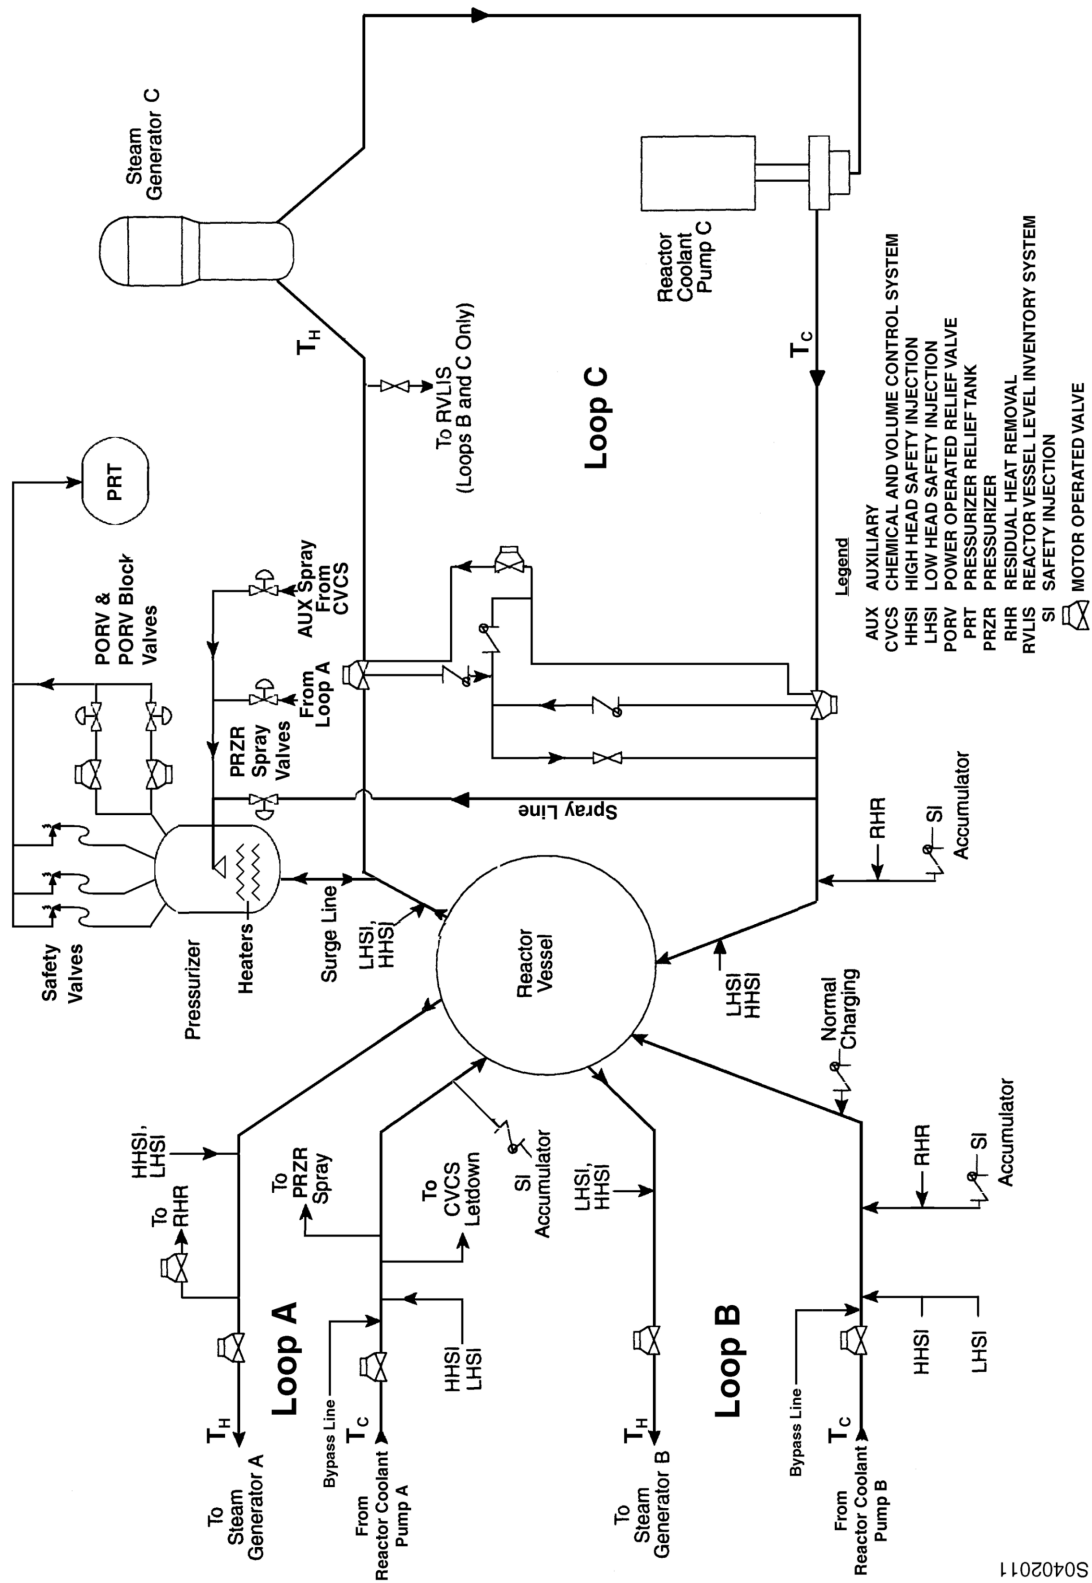 Steam
Generator C
T_H
To RVLIS
(Loops B and C Only)
Loop C
Reactor
Coolant
Pump C
T_C
PRT
PORV &
PORV Block
Valves
AUX Spray
From
CVCS
From
Loop A
PRZR
Spray
Valves
Safety
Valves
Pressurizer
Heaters
Surge Line
LHSI,
HHSI
Spray Line
Reactor
Vessel
RHR
SI
Accumulator
LHSI
HHSI
Normal
Charging
HHSI,
LHSI
To
RHR
To
PRZR
Spray
To
CVCS
Letdown
SI
Accumulator
Loop A
Bypass Line
HHSI
LHSI
T_H
To
Steam
Generator A
T_C
From
Reactor Coolant
Pump A
LHSI,
HHSI
Loop B
T_H
To
Steam
Generator B
RHR
SI
Accumulator
Bypass Line
HHSI
LHSI
T_C
From
Reactor Coolant
Pump B
Legend
AUX AUXILIARY
CVCS CHEMICAL AND VOLUME CONTROL SYSTEM
HHSI HIGH HEAD SAFETY INJECTION
LHSI LOW HEAD SAFETY INJECTION
PORV POWER OPERATED RELIEF VALVE
PRT PRESSURIZER RELIEF TANK
PRZR PRESSURIZER
RHR RESIDUAL HEAT REMOVAL
RVLIS REACTOR VESSEL LEVEL INVENTORY SYSTEM
SI SAFETY INJECTION
MOTOR OPERATED VALVE
S0402011